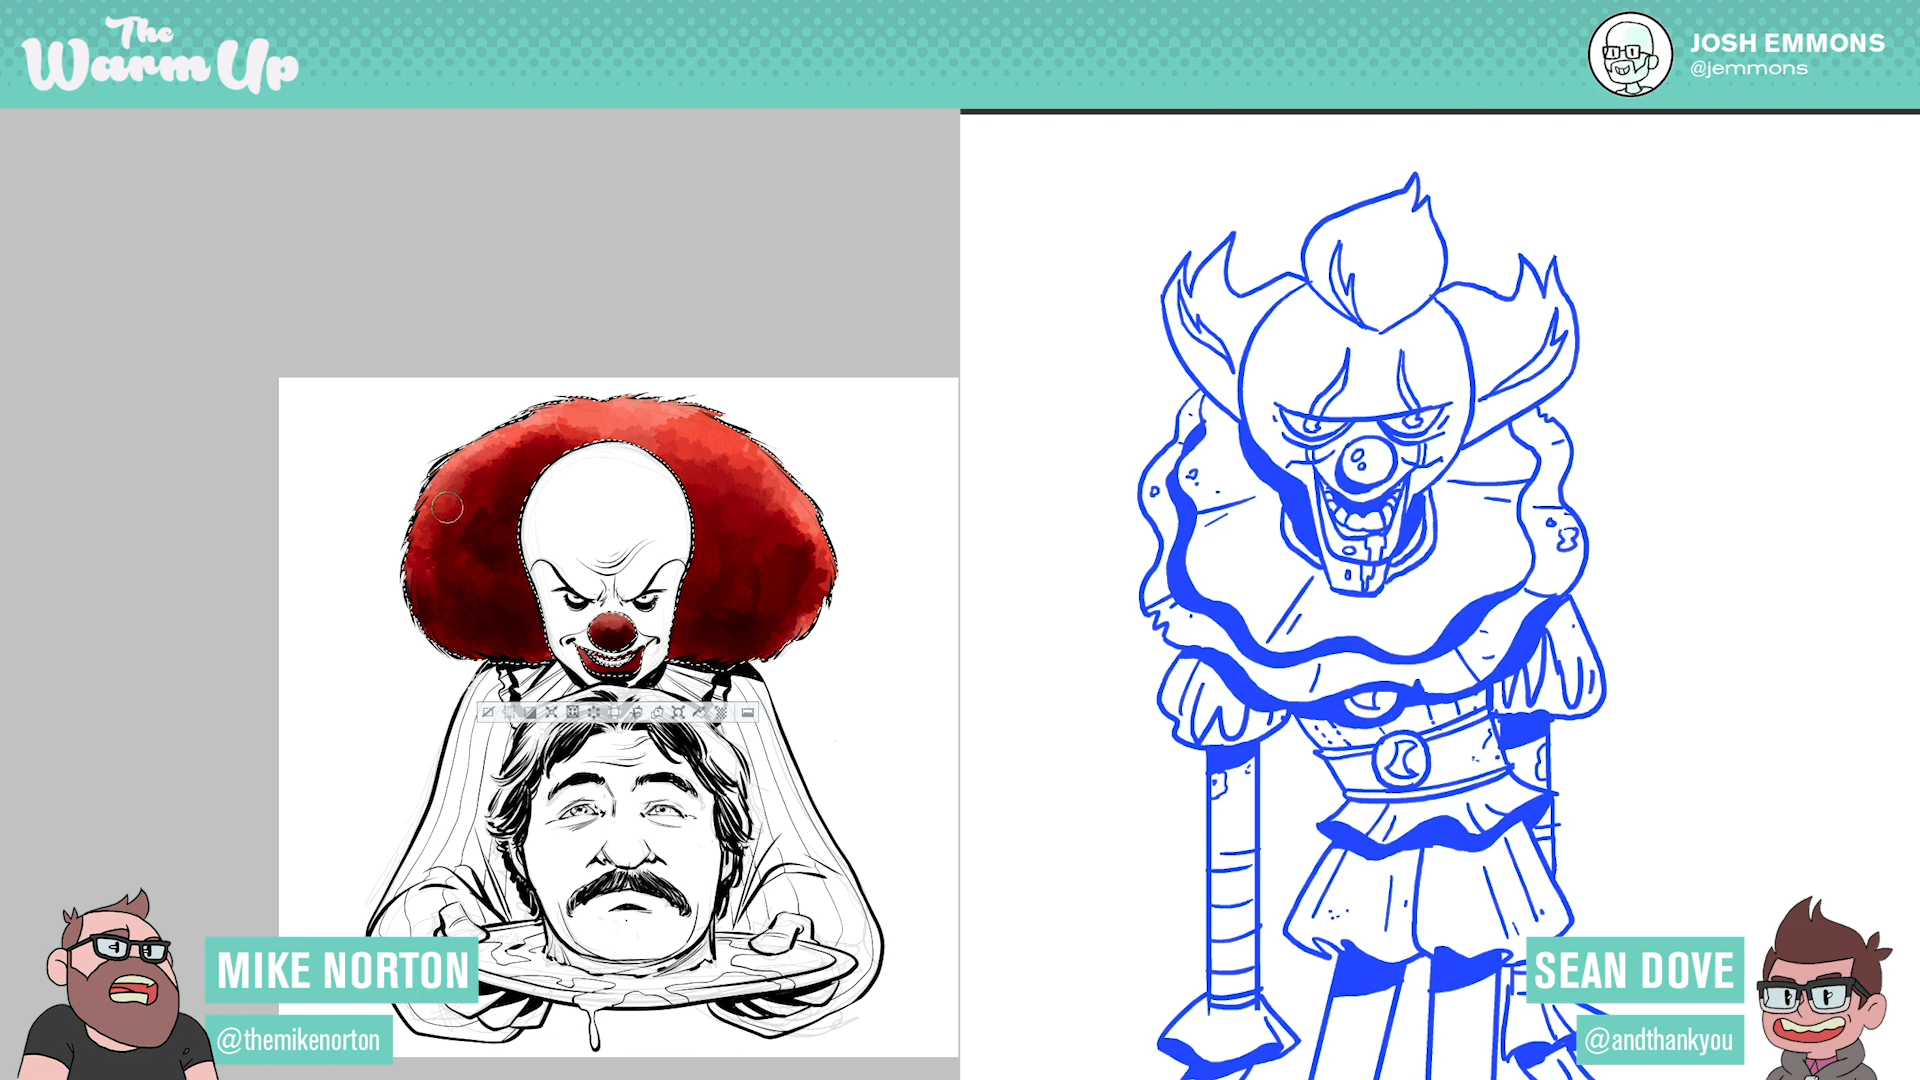 The
Warm Up
JOSH EMMONS
@jemmons
MIKE NORTON
@themikenorton
SEAN DOVE
@andthankyou